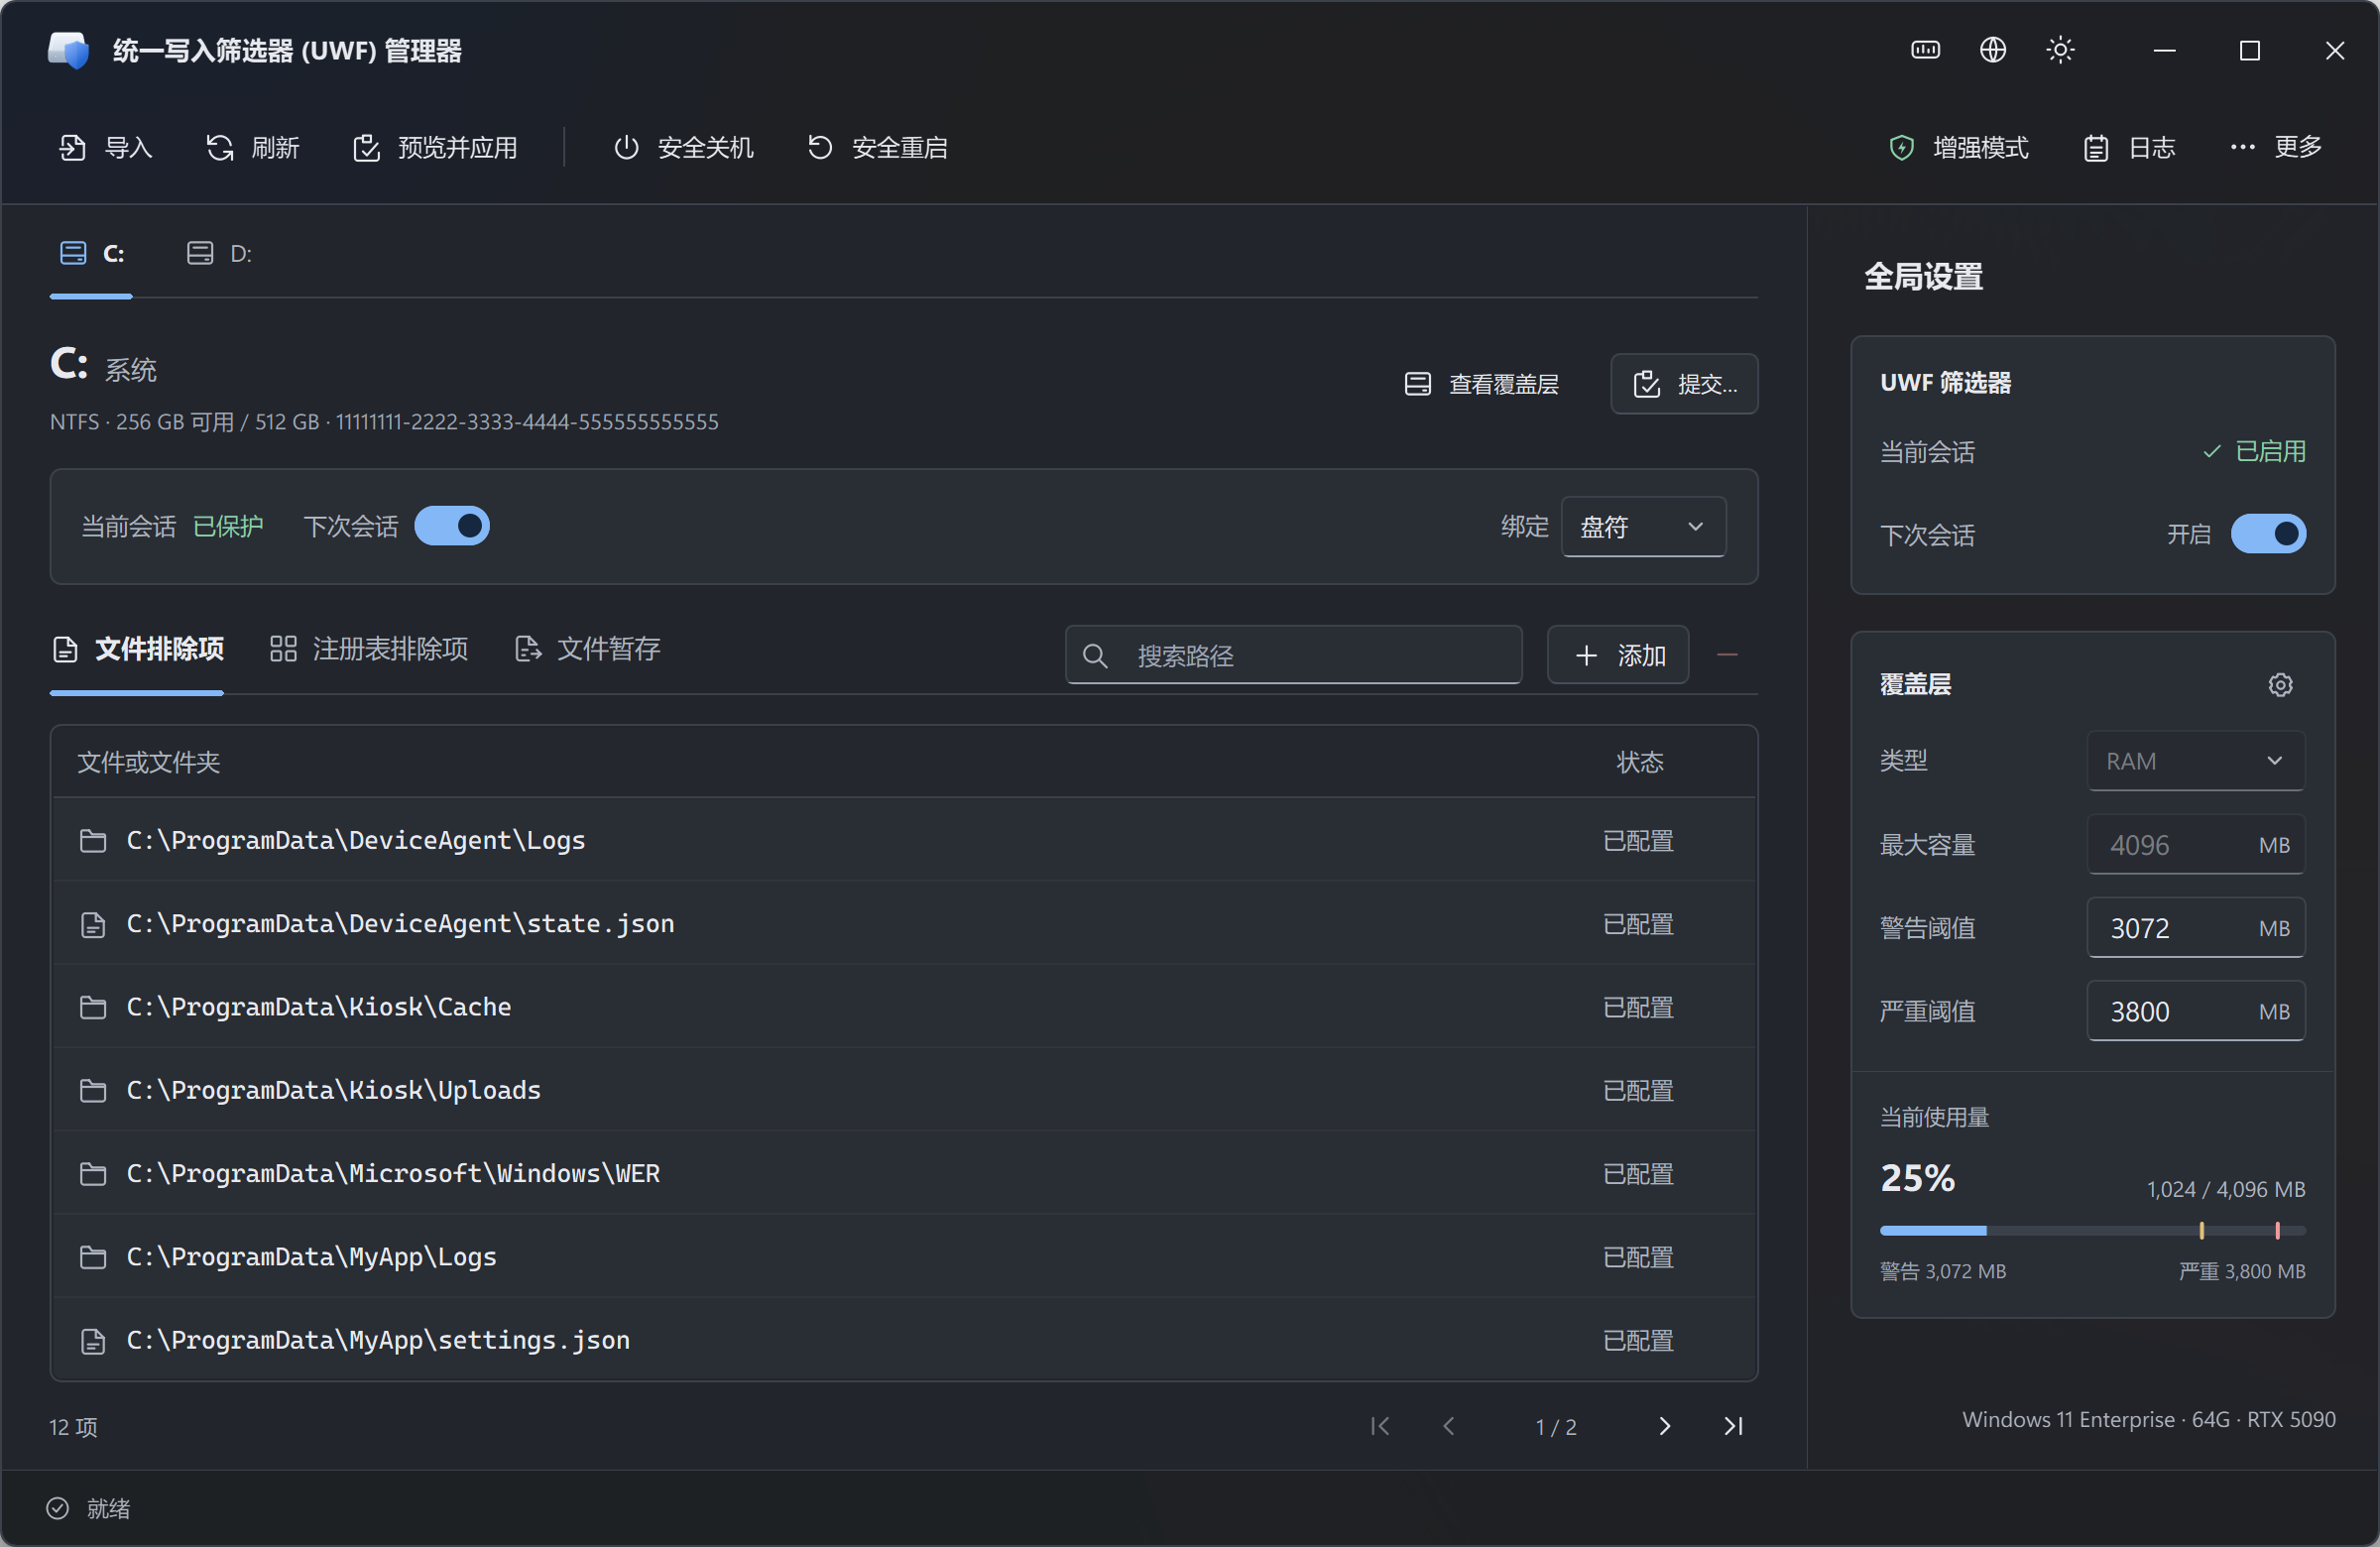 统一写入筛选器 (UWF) 管理器
导入 刷新 预览并应用 安全关机 安全重启 增强模式 日志 更多
C: D:
C: 系统
查看覆盖层 提交...
NTFS · 256 GB 可用 / 512 GB · 11111111-2222-3333-4444-555555555555
当前会话 已保护 下次会话 绑定 盘符
文件排除项 注册表排除项 文件暂存 搜索路径 添加
文件或文件夹 状态
C:\ProgramData\DeviceAgent\Logs 已配置
C:\ProgramData\DeviceAgent\state.json 已配置
C:\ProgramData\Kiosk\Cache 已配置
C:\ProgramData\Kiosk\Uploads 已配置
C:\ProgramData\Microsoft\Windows\WER 已配置
C:\ProgramData\MyApp\Logs 已配置
C:\ProgramData\MyApp\settings.json 已配置
12 项 1 / 2
全局设置
UWF 筛选器
当前会话 已启用
下次会话 开启
覆盖层
类型 RAM
最大容量 4096 MB
警告阈值 3072 MB
严重阈值 3800 MB
当前使用量
25% 1,024 / 4,096 MB
警告 3,072 MB 严重 3,800 MB
Windows 11 Enterprise · 64G · RTX 5090
就绪